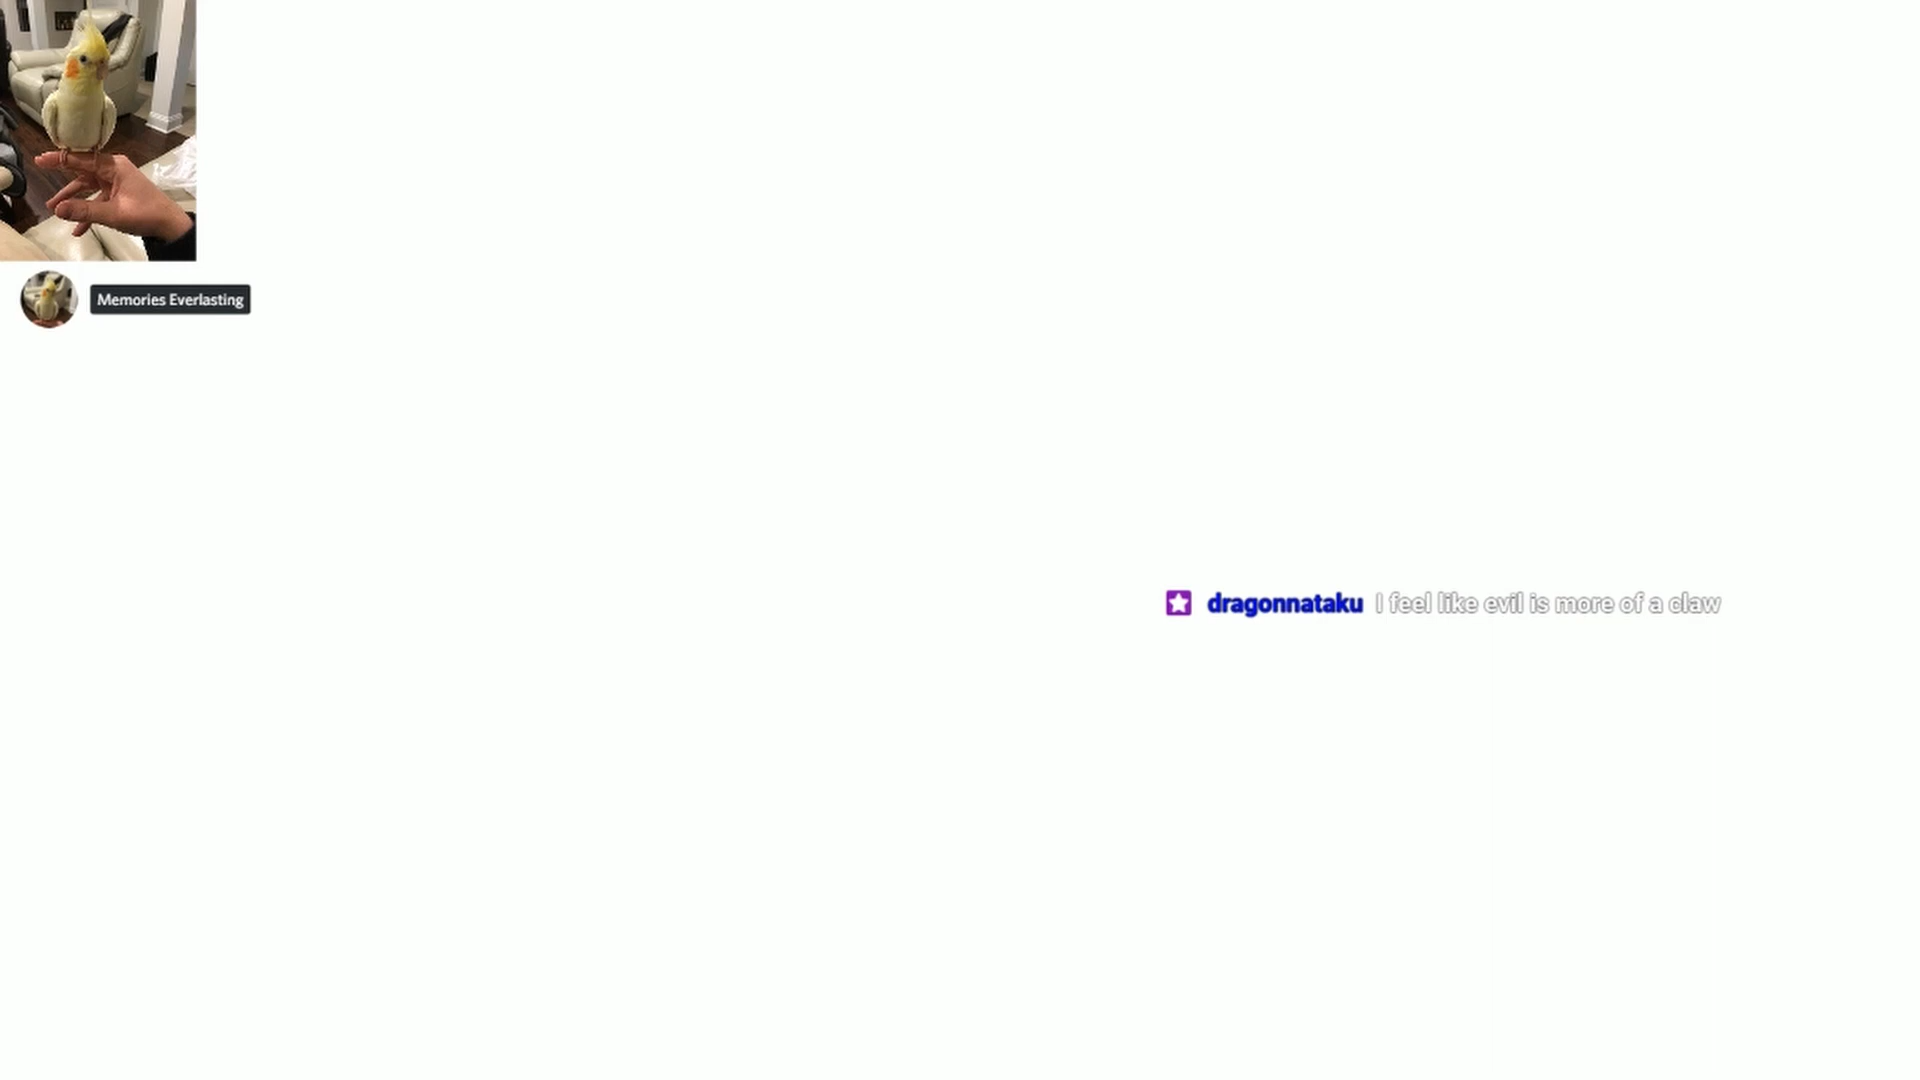 Memories Everlasting
dragonnataku I feel like evil is more of a claw